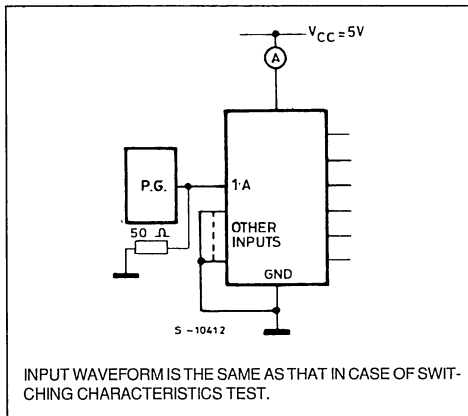 VCC=5V
A
P.G.
1·A
50 Ω
OTHER
INPUTS
GND
S-10412
INPUT WAVEFORM IS THE SAME AS THAT IN CASE OF SWIT-
CHING CHARACTERISTICS TEST.